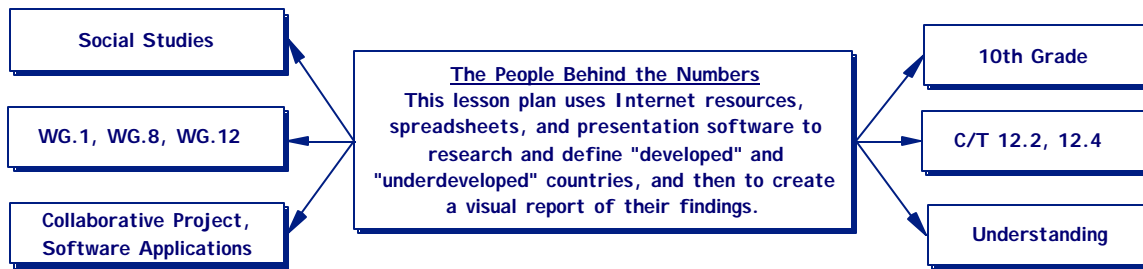 Social Studies
WG.1, WG.8, WG.12
Collaborative Project,
Software Applications
The People Behind the Numbers
This lesson plan uses Internet resources,
spreadsheets, and presentation software to
research and define "developed" and
"underdeveloped" countries, and then to create
a visual report of their findings.
10th Grade
C/T 12.2, 12.4
Understanding